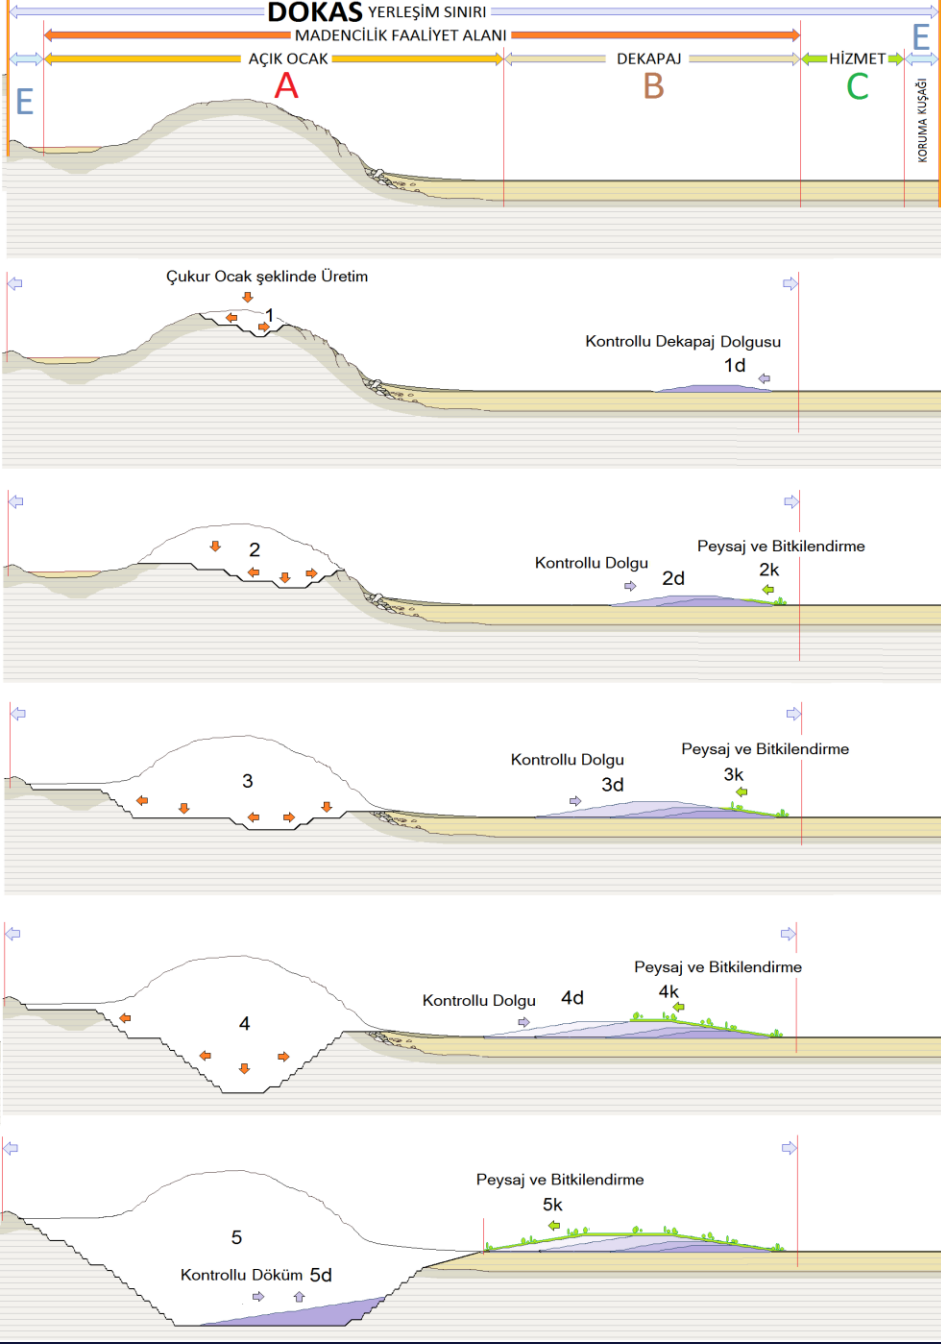 DOKAS YERLEŞİM SINIRI
MADENCİLİK FAALİYET ALANI
E
AÇIK OCAK
DEKAPAJ
HİZMET
E
A
B
C
KORUMA KUŞAĞI
Çukur Ocak şeklinde Üretim
1
Kontrollu Dekapaj Dolgusu
1d
2
Peysaj ve Bitkilendirme
Kontrollu Dolgu
2d
2k
3
Peysaj ve Bitkilendirme
Kontrollu Dolgu
3d
3k
4
Peysaj ve Bitkilendirme
Kontrollu Dolgu
4d
4k
Peysaj ve Bitkilendirme
5k
5
Kontrollu Döküm 5d